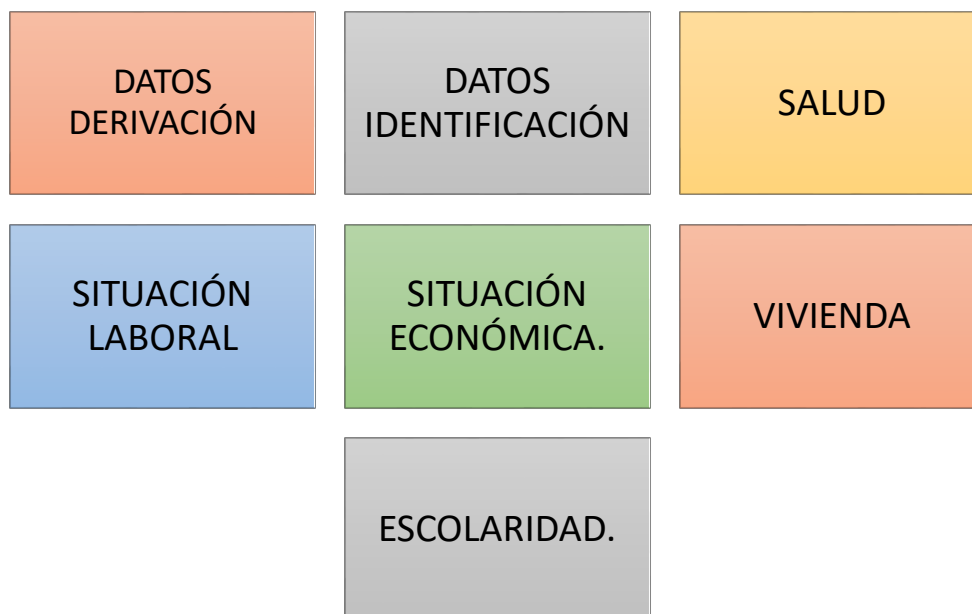 DATOS
DERIVACIÓN
DATOS
IDENTIFICACIÓN
SALUD
SITUACIÓN
LABORAL
SITUACIÓN
ECONÓMICA.
VIVIENDA
ESCOLARIDAD.